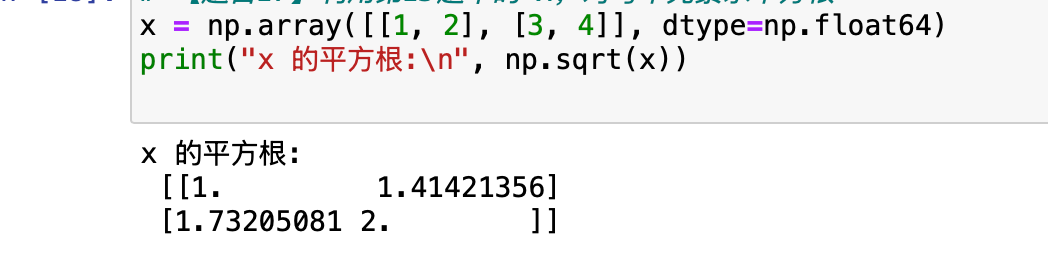 x = np.array([[1, 2], [3, 4]], dtype=np.float64)
print("x 的平方根:\n", np.sqrt(x))
x 的平方根:
 [[1.         1.41421356]
 [1.73205081 2.        ]]